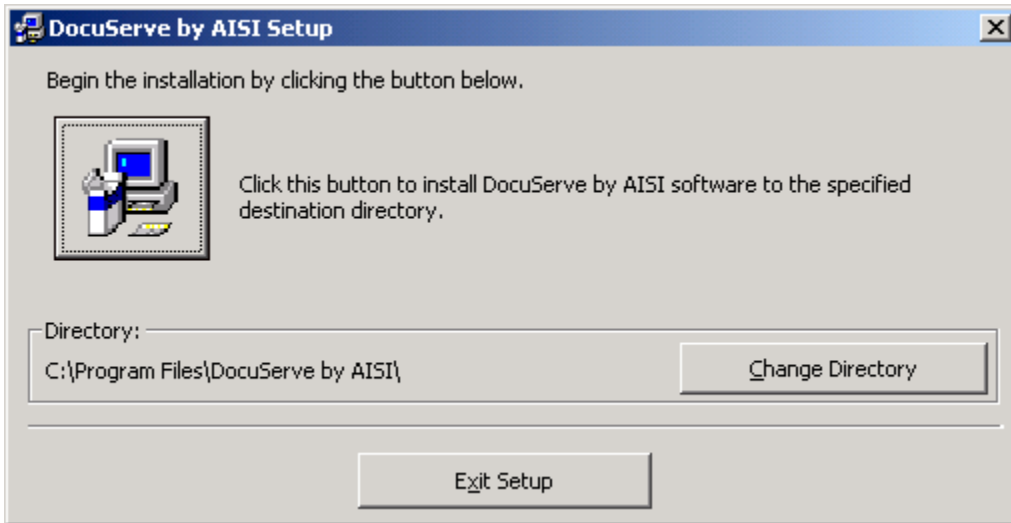 DocuServe by AISI Setup
Begin the installation by clicking the button below.
Click this button to install DocuServe by AISI software to the specified
destination directory.
Directory:
C:\Program Files\DocuServe by AISI\
Change Directory
Exit Setup